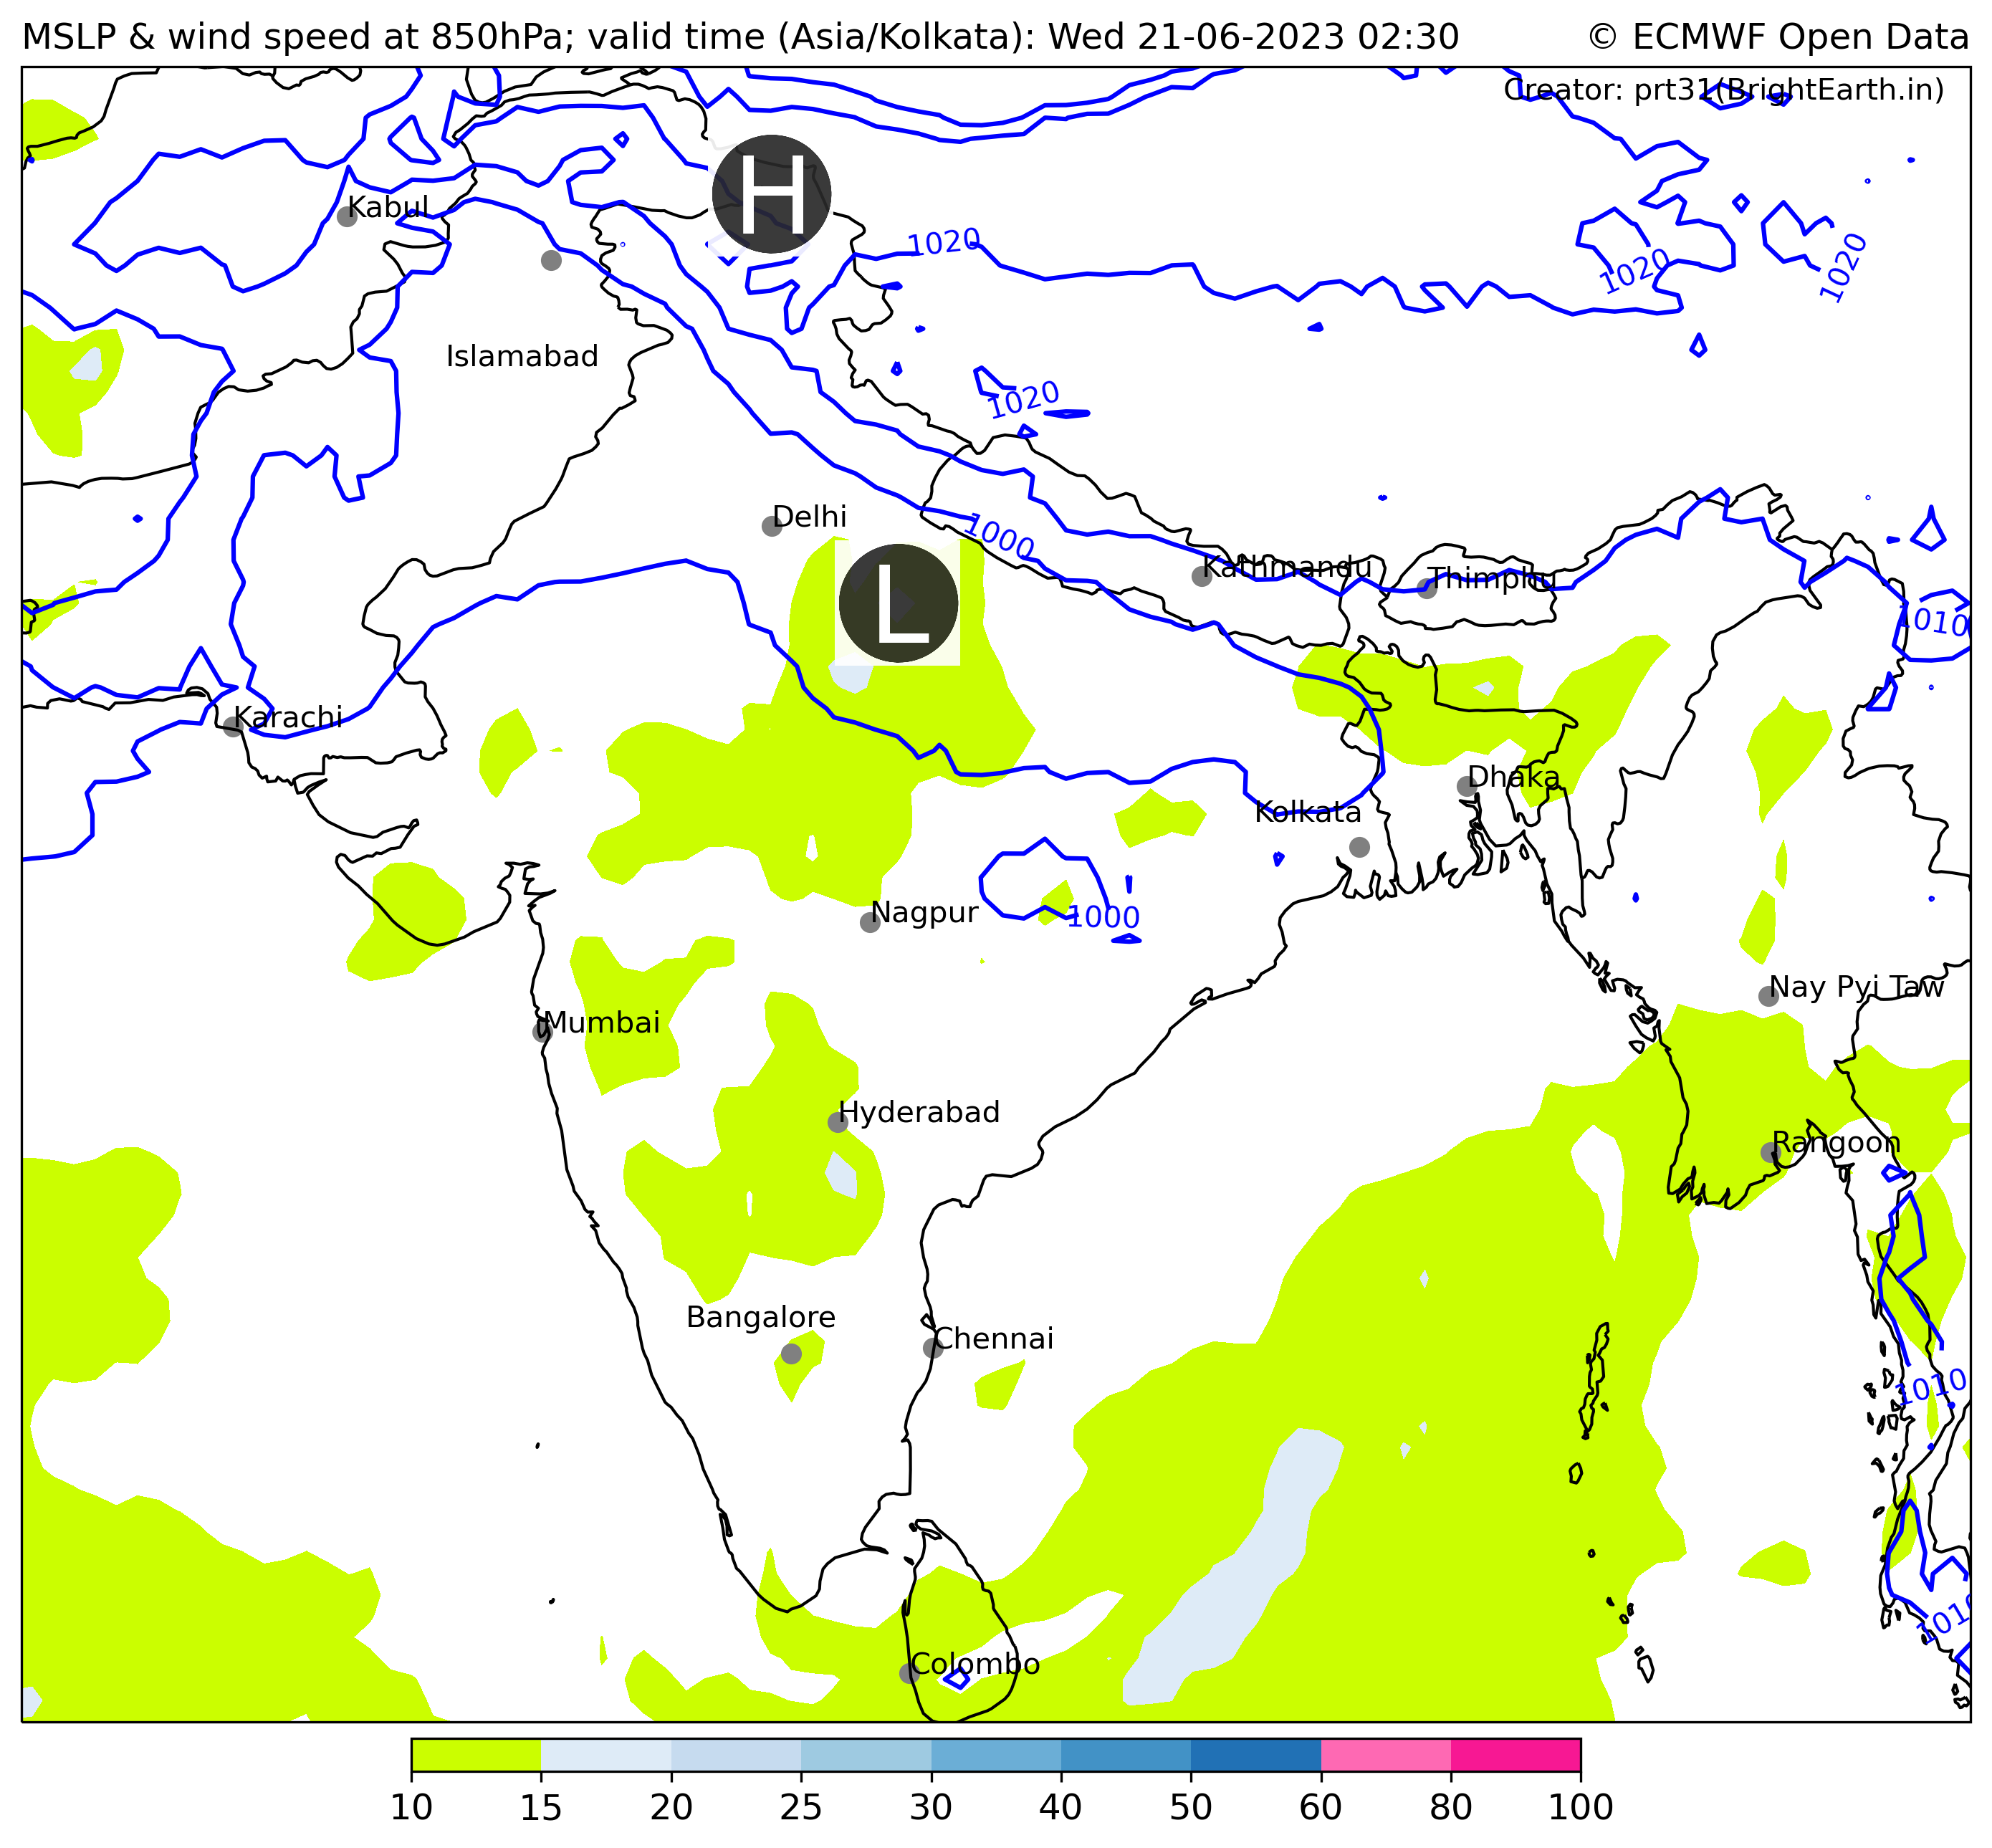 MSLP & wind speed at 850hPa; valid time (Asia/Kolkata): Wed 21-06-2023 02:30
© ECMWF Open Data
Creator: prt31(BrightEarth.in)
H
Kabul
1020
1020
1020
Islamabad
1020
Delhi
1000
L
Kathmandu
Thimphu
1010
Karachi
Dhaka
Kolkata
Nagpur
1000
Nay Pyi Taw
Mumbai
Hyderabad
Rangoon
Bangalore
Chennai
1010
1010
Colombo
10 15 20 25 30 40 50 60 80 100